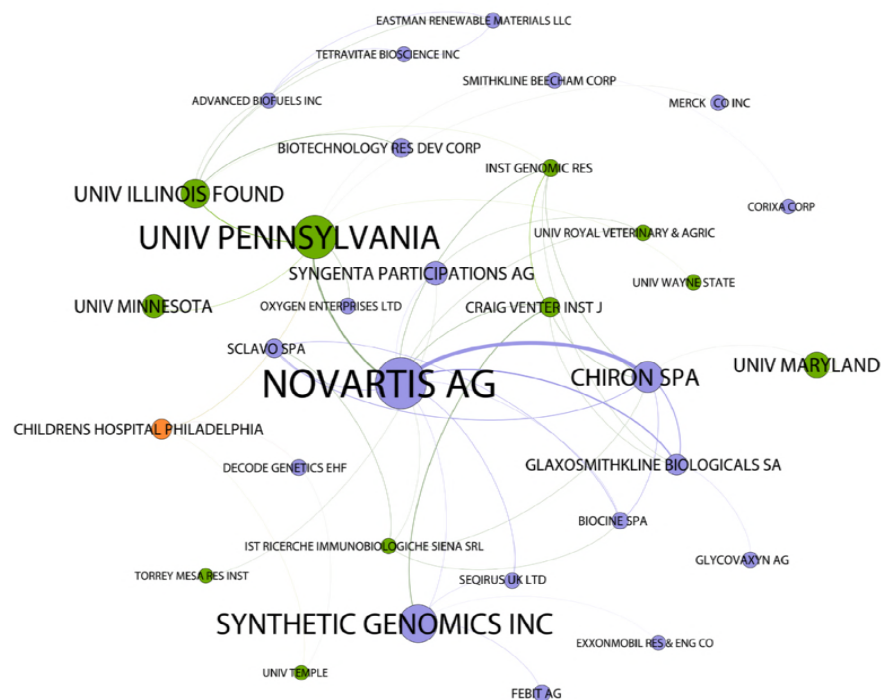 EASTMAN RENEWABLE MATERIALS LLC
TETRAVITAE BIOSCIENCE INC
SMITHKLINE BEECHAM CORP
ADVANCED BIOFUELS INC
MERCK CO INC
BIOTECHNOLOGY RES DEV CORP
INST GENOMIC RES
UNIV ILLINOIS FOUND
CORIXA CORP
UNIV PENNSYLVANIA
UNIV ROYAL VETERINARY & AGRIC
SYNGENTA PARTICIPATIONS AG
UNIV WAYNE STATE
UNIV MINNESOTA
OXYGEN ENTERPRISES LTD
CRAIG VENTER INST J
SCLAVO SPA
UNIV MARYLAND
NOVARTIS AG
CHIRON SPA
CHILDRENS HOSPITAL PHILADELPHIA
DECODE GENETICS EHF
GLAXOSMITHKLINE BIOLOGICALS SA
BIOCINE SPA
IST RICERCHE IMMUNOBIOLOGICHE SIENA SRL
GLYCOVAXYN AG
TORREY MESA RES INST
SEQIRUS UK LTD
SYNTHETIC GENOMICS INC
EXXONMOBIL RES & ENG CO
UNIV TEMPLE
FEBIT AG